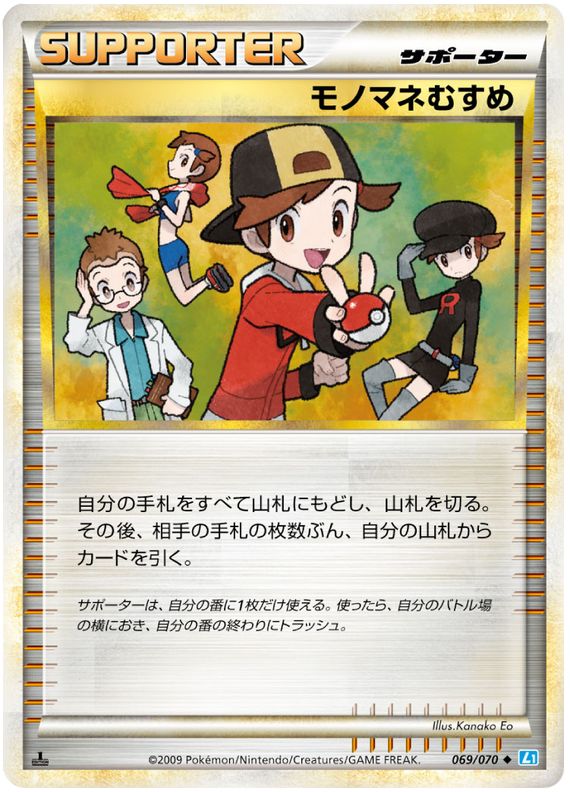 SUPPORTER サポーター
モノマネむすめ
R
自分の手札をすべて山札にもどし、山札を切る。
その後、相手の手札の枚数ぶん、自分の山札から
カードを引く。
サポーターは、自分の番に1枚だけ使える。使ったら、自分のバトル場
の横におき、自分の番の終わりにトラッシュ。
Illus.Kanako Eo
1 EDITION ©2009 Pokémon/Nintendo/Creatures/GAME FREAK. 069/070 ◆ L1